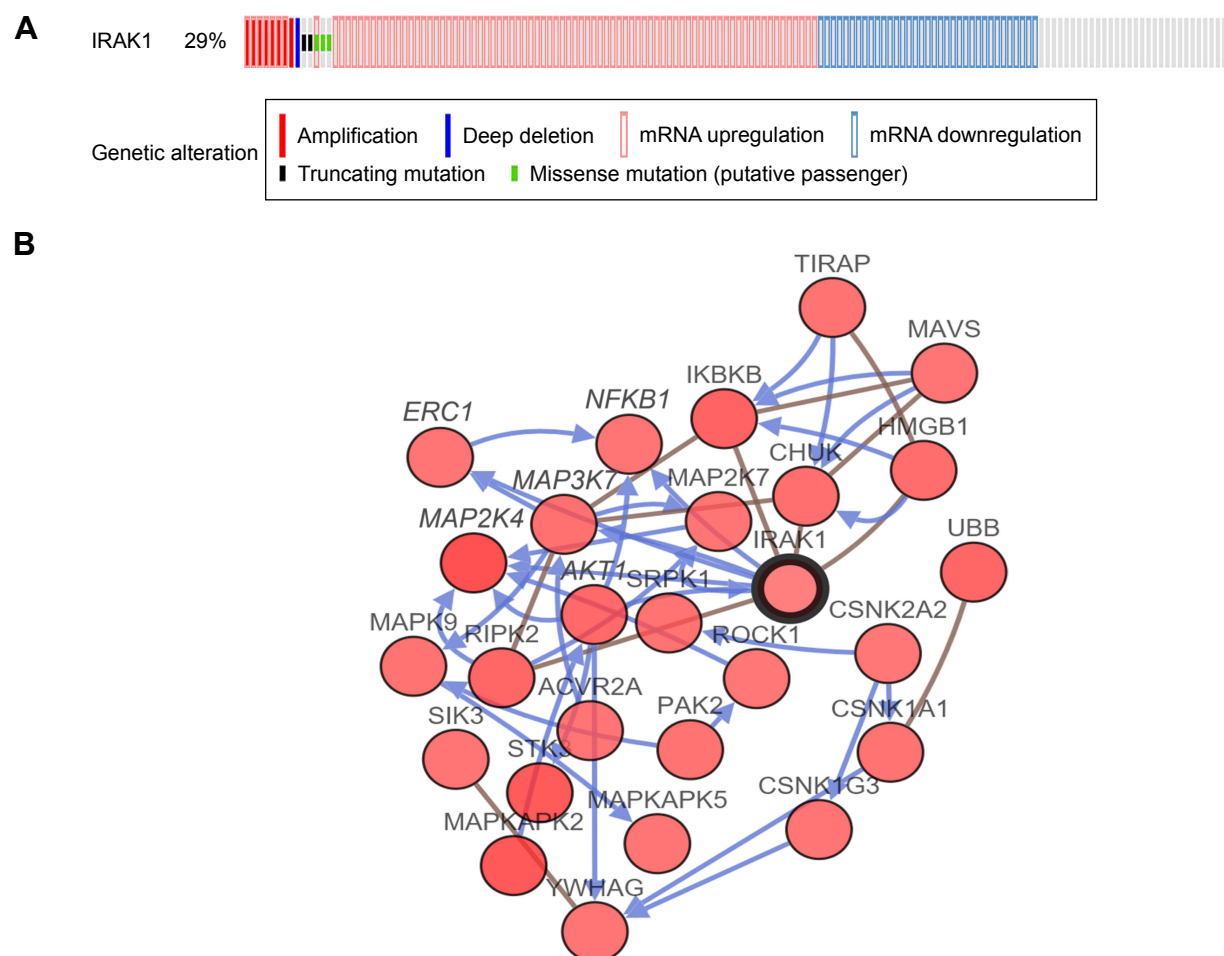 A
IRAK1 29%
Genetic alteration
Amplification
Deep deletion
mRNA upregulation
mRNA downregulation
Truncating mutation
Missense mutation (putative passenger)
B
TIRAP
MAVS
IKBKB
NFKB1
ERC1
HMGB1
CHUK
MAP2K7
MAP3K7
MAP2K4
UBB
IRAK1
AKT1
SRPK1
CSNK2A2
MAPK9
RIPK2
ROCK1
ACVR2A
PAK2
CSNK1A1
SIK3
STK3
CSNK1G3
MAPKAPK5
MAPKAPK2
YWHAG